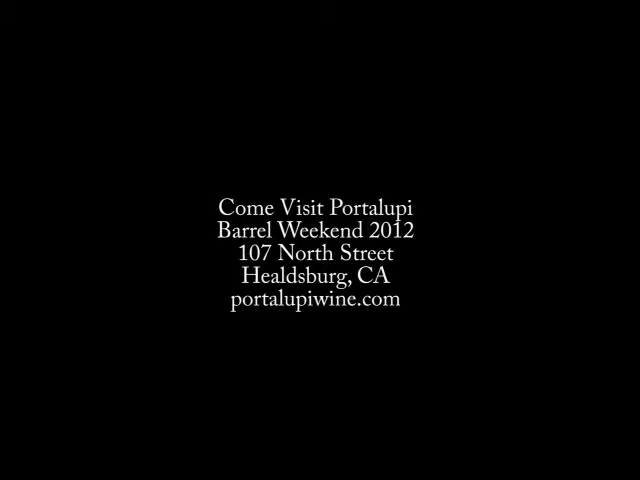 Come Visit Portalupi
Barrel Weekend 2012
107 North Street
Healdsburg, CA
portalupiwine.com